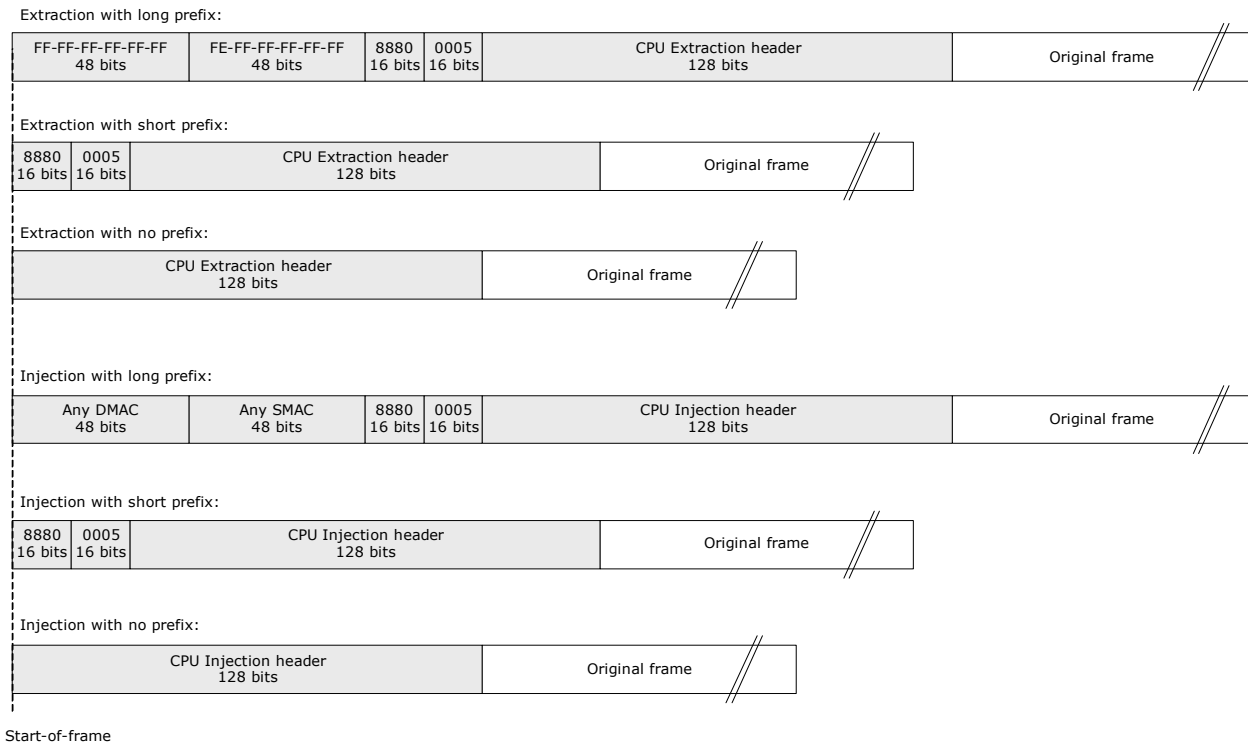 Extraction with long prefix:
FF-FF-FF-FF-FF-FF FE-FF-FF-FF-FF-FF 8880 0005 CPU Extraction header Original frame
48 bits 48 bits 16 bits 16 bits 128 bits
Extraction with short prefix:
8880 0005 CPU Extraction header Original frame
16 bits 16 bits 128 bits
Extraction with no prefix:
CPU Extraction header Original frame
128 bits
Injection with long prefix:
Any DMAC Any SMAC 8880 0005 CPU Injection header Original frame
48 bits 48 bits 16 bits 16 bits 128 bits
Injection with short prefix:
8880 0005 CPU Injection header Original frame
16 bits 16 bits 128 bits
Injection with no prefix:
CPU Injection header Original frame
128 bits
Start-of-frame